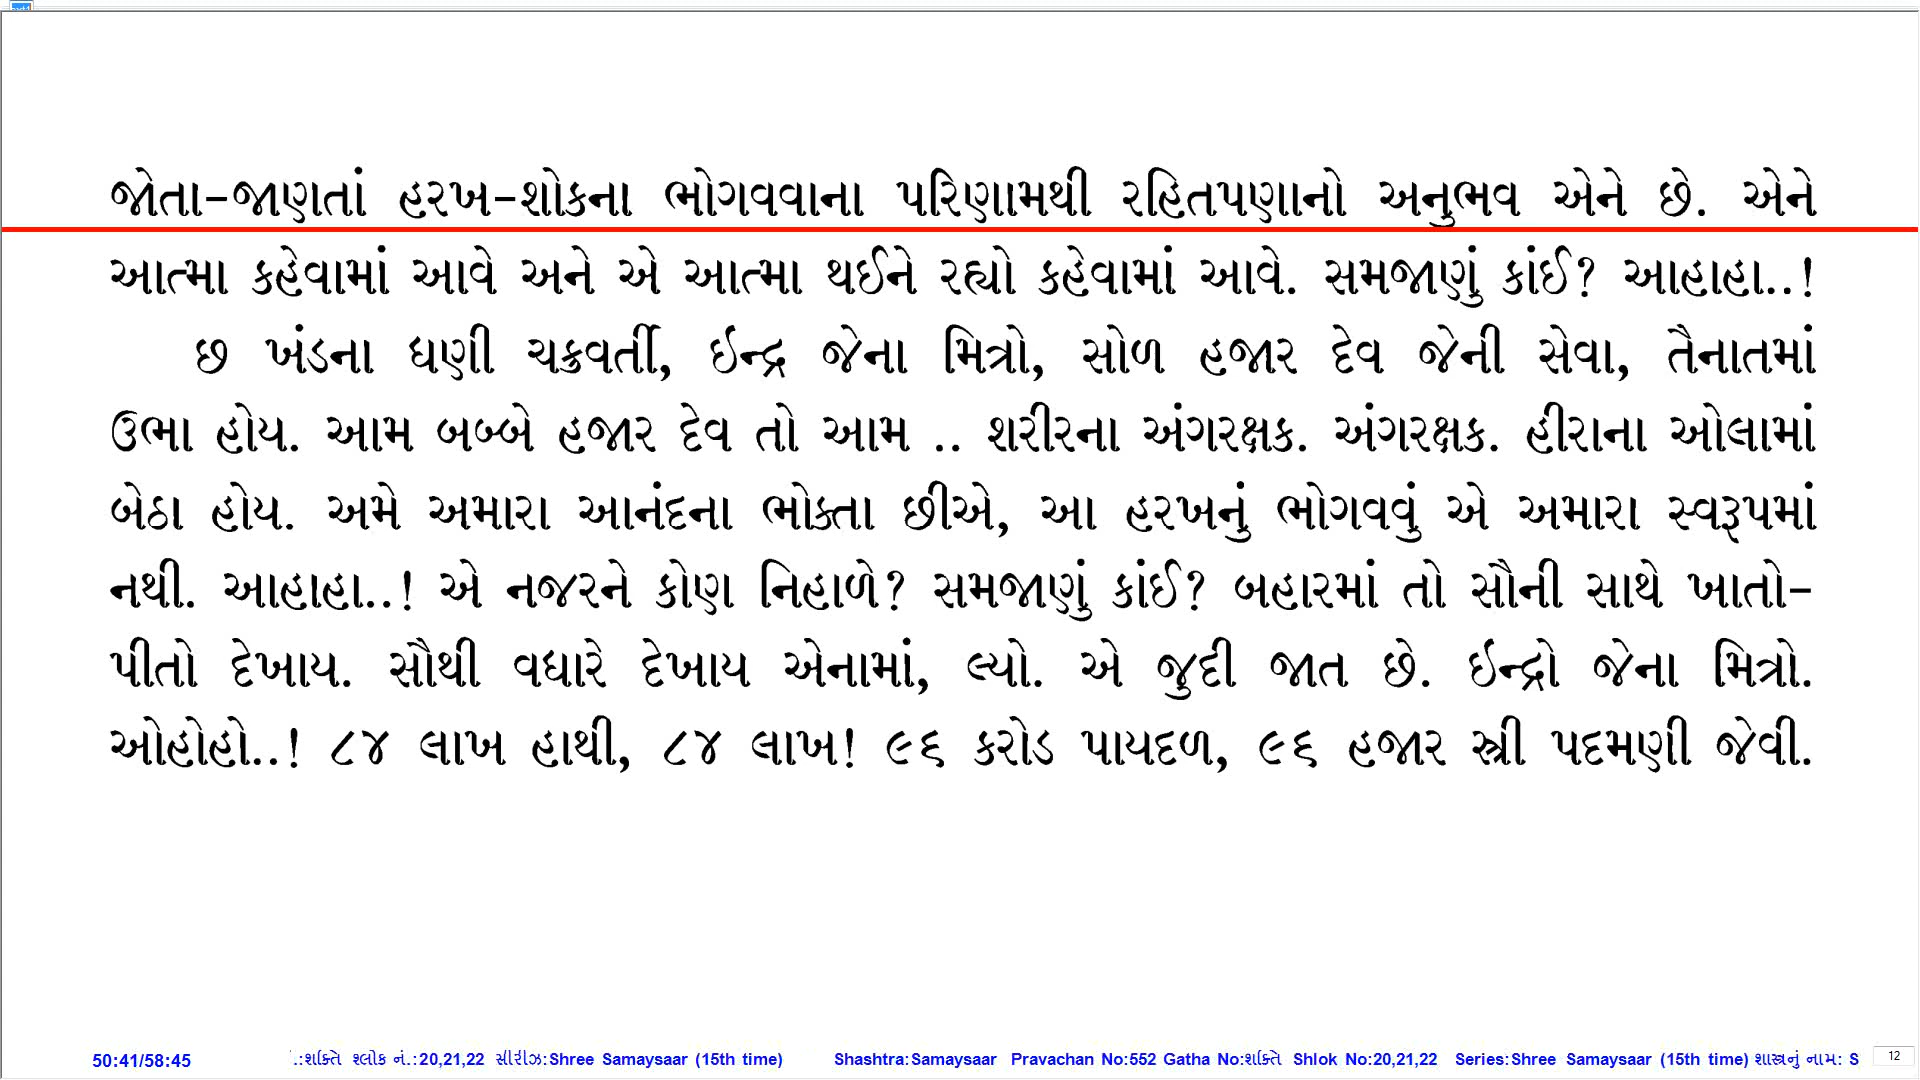 જોતા-જાણતાં હરખ-શોકના ભોગવવાના પરિણામથી રહિતપણાનો અનુભવ એને છે. એને
આત્મા કહેવામાં આવે અને એ આત્મા થઈને રહ્યો કહેવામાં આવે. સમજાણું કાંઈ? આહાહા..!
છ ખંડના ધણી ચક્રવર્તી, ઇન્દ્ર જેના મિત્રો, સોળ હજાર દેવ જેની સેવા, તૈનાતમાં
ઉભા હોય. આમ બબ્બે હજાર દેવ તો આમ .. શરીરના અંગરક્ષક. અંગરક્ષક. હીરાના ઓલામાં
બેઠા હોય. અમે અમારા આનંદના ભોક્તા છીએ, આ હરખનું ભોગવવું એ અમારા સ્વરૂપમાં
નથી. આહાહા..! એ નજરને કોણ નિહાળે? સમજાણું કાંઈ? બહારમાં તો સૌની સાથે ખાતો-
પીતો દેખાય. સૌથી વધારે દેખાય એનામાં, લ્યો. એ જુદી જાત છે. ઇન્દ્રો જેના મિત્રો.
ઓહોહો..! ૮૪ લાખ હાથી, ૮૪ લાખ! ૯૬ કરોડ પાયદળ, ૯૬ હજાર સ્ત્રી પદમણી જેવી.
50:41/58:45 .:શક્તિ શ્લોક નં.:20,21,22 સીરીઝ:Shree Samaysaar (15th time) Shashtra:Samaysaar Pravachan No:552 Gatha No:શક્તિ Shlok No:20,21,22 Series:Shree Samaysaar (15th time) શાસ્ત્રનું નામ: S 12